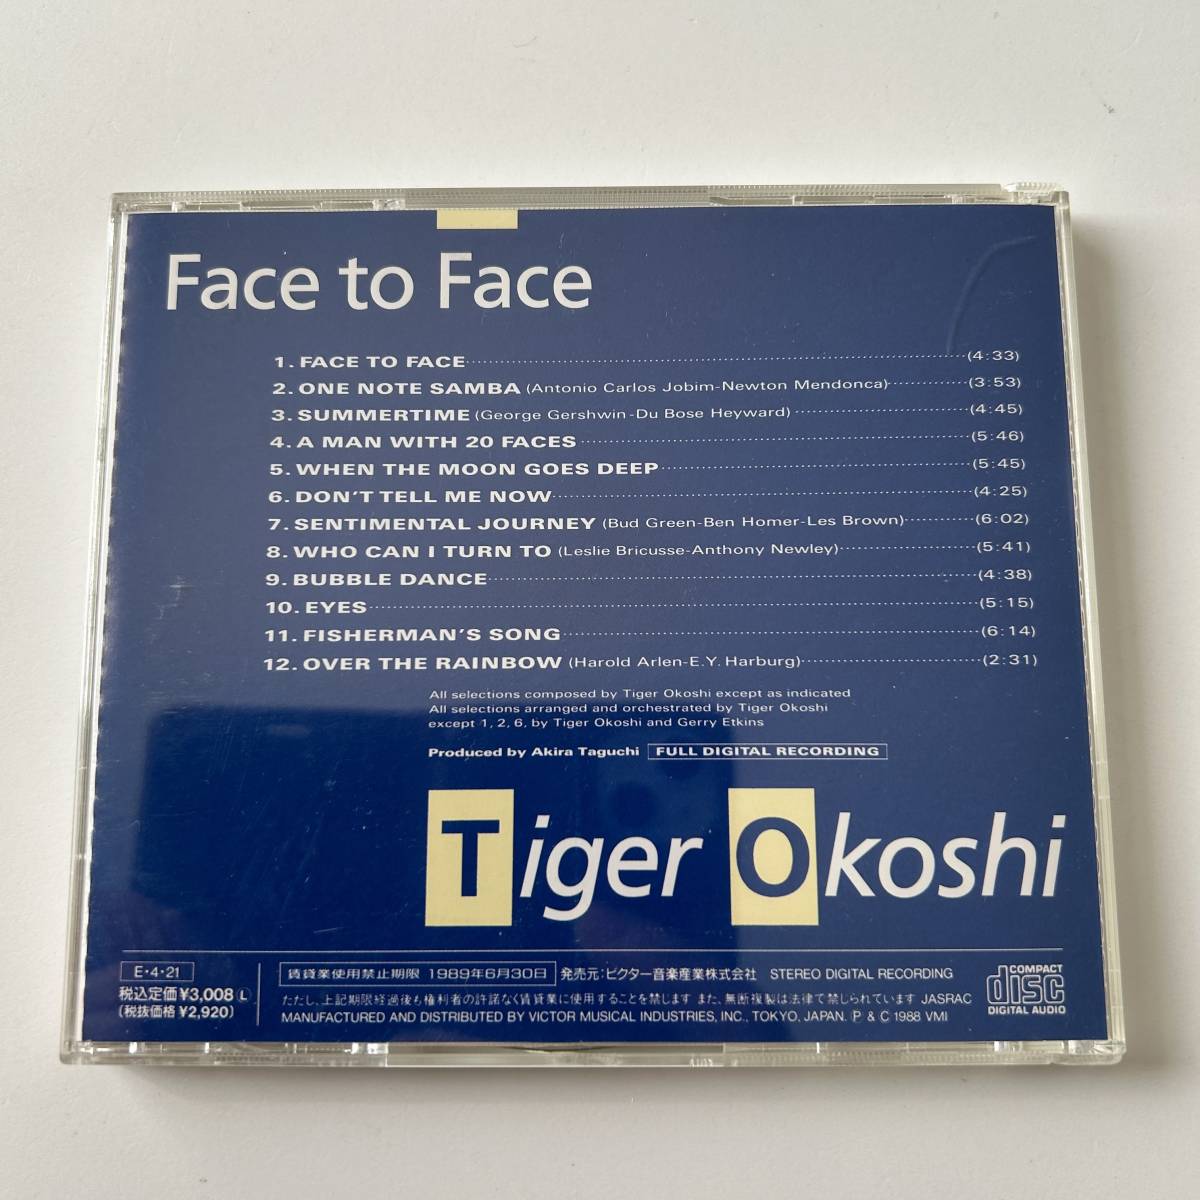 Face to Face
1. FACE TO FACE (4:33)
2. ONE NOTE SAMBA (Antonio Carlos Jobim-Newton Mendonca) (3:53)
3. SUMMERTIME (George Gershwin-Du Bose Heyward) (4:45)
4. A MAN WITH 20 FACES (5:46)
5. WHEN THE MOON GOES DEEP (5:45)
6. DON'T TELL ME NOW (4:25)
7. SENTIMENTAL JOURNEY (Bud Green-Ben Homer-Les Brown) (6:02)
8. WHO CAN I TURN TO (Leslie Bricusse-Anthony Newley) (5:41)
9. BUBBLE DANCE (4:38)
10. EYES (5:15)
11. FISHERMAN'S SONG (6:14)
12. OVER THE RAINBOW (Harold Arlen-E.Y. Harburg) (2:31)
All selections composed by Tiger Okoshi except as indicated
All selections arranged and orchestrated by Tiger Okoshi
except 1, 2, 6, by Tiger Okoshi and Gerry Etkins
Produced by Akira Taguchi FULL DIGITAL RECORDING
Tiger Okoshi
E・4・21
税込定価¥3,008 Ⓛ
(税抜価格 ¥2,920)
賃貸業使用禁止期限 1989年6月30日 発売元:ビクター音楽産業株式会社 STEREO DIGITAL RECORDING
ただし、上記期限経過後も権利者の許諾なく賃貸業に使用することを禁じます また、無断複製は法律で禁じられています JASRAC
MANUFACTURED AND DISTRIBUTED BY VICTOR MUSICAL INDUSTRIES, INC., TOKYO, JAPAN. Ⓟ & Ⓒ 1988 VMI
COMPACT
disc
DIGITAL AUDIO